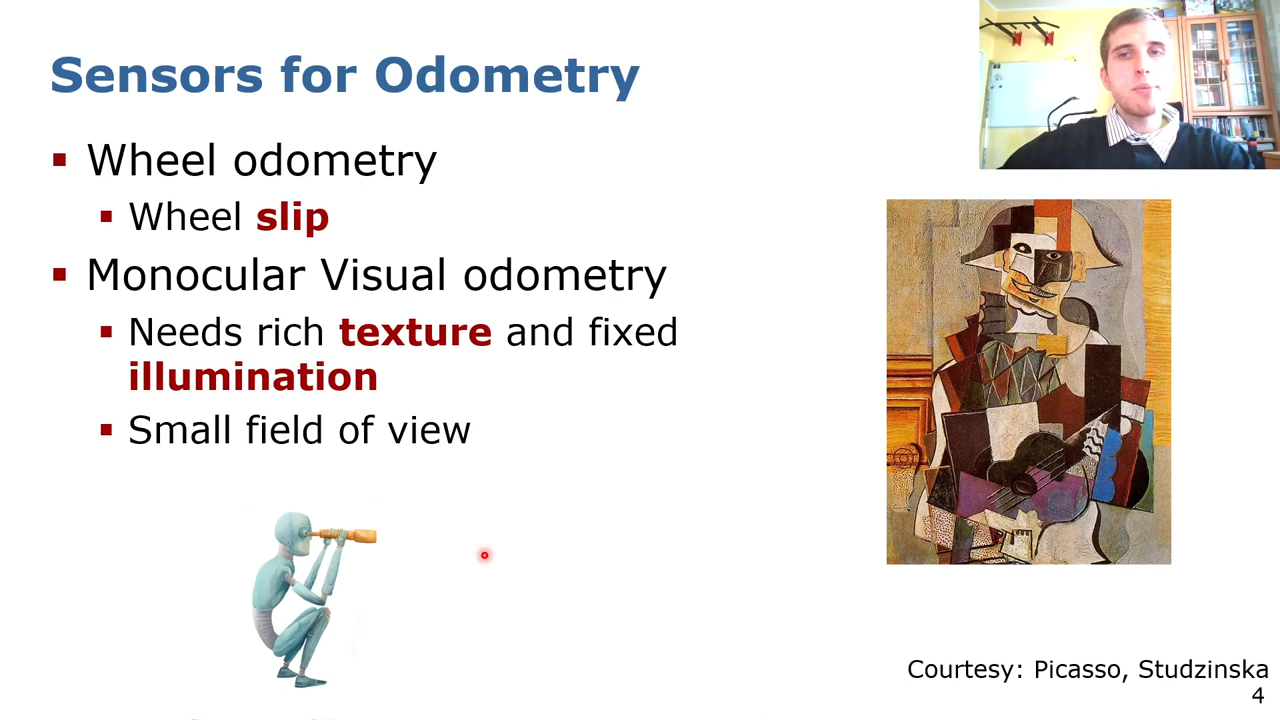 Sensors for Odometry
Wheel odometry
Wheel slip
Monocular Visual odometry
Needs rich texture and fixed
illumination
Small field of view
Courtesy: Picasso, Studzinska
4